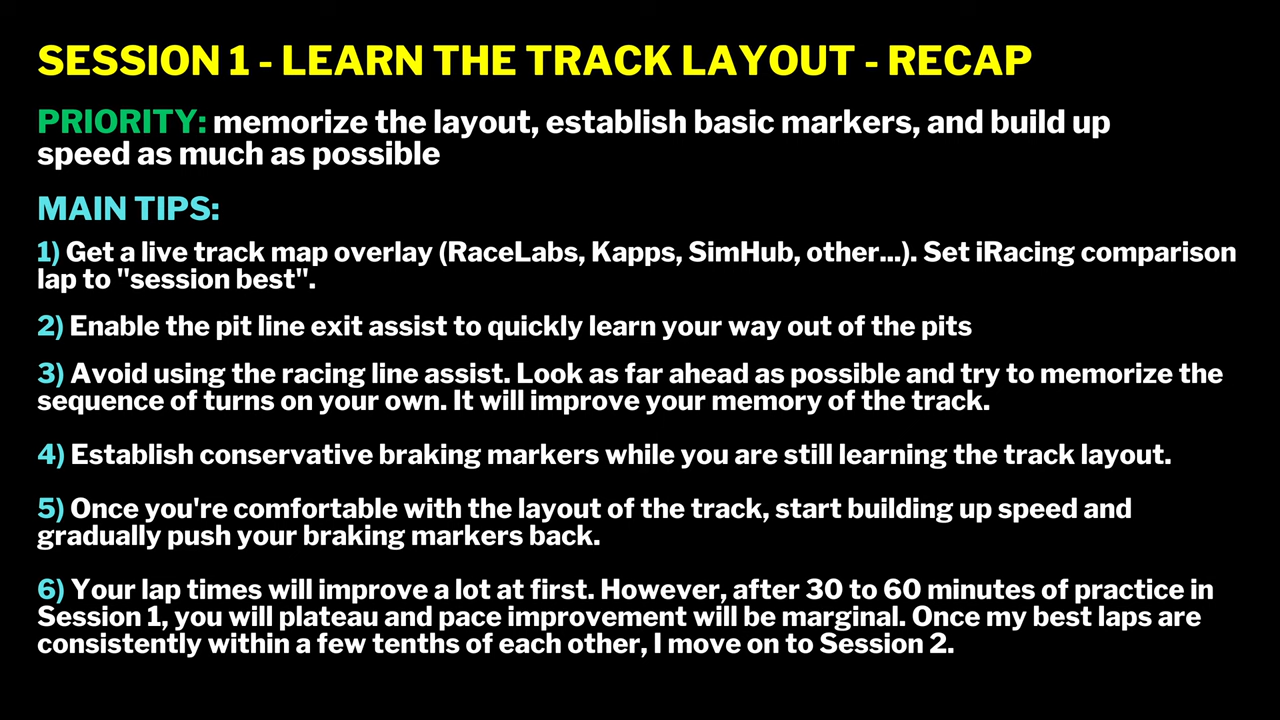 SESSION 1 - LEARN THE TRACK LAYOUT - RECAP
PRIORITY: memorize the layout, establish basic markers, and build up
speed as much as possible
MAIN TIPS:
1) Get a live track map overlay (RaceLabs, Kapps, SimHub, other...). Set iRacing comparison
lap to "session best".
2) Enable the pit line exit assist to quickly learn your way out of the pits
3) Avoid using the racing line assist. Look as far ahead as possible and try to memorize the
sequence of turns on your own. It will improve your memory of the track.
4) Establish conservative braking markers while you are still learning the track layout.
5) Once you're comfortable with the layout of the track, start building up speed and
gradually push your braking markers back.
6) Your lap times will improve a lot at first. However, after 30 to 60 minutes of practice in
Session 1, you will plateau and pace improvement will be marginal. Once my best laps are
consistently within a few tenths of each other, I move on to Session 2.